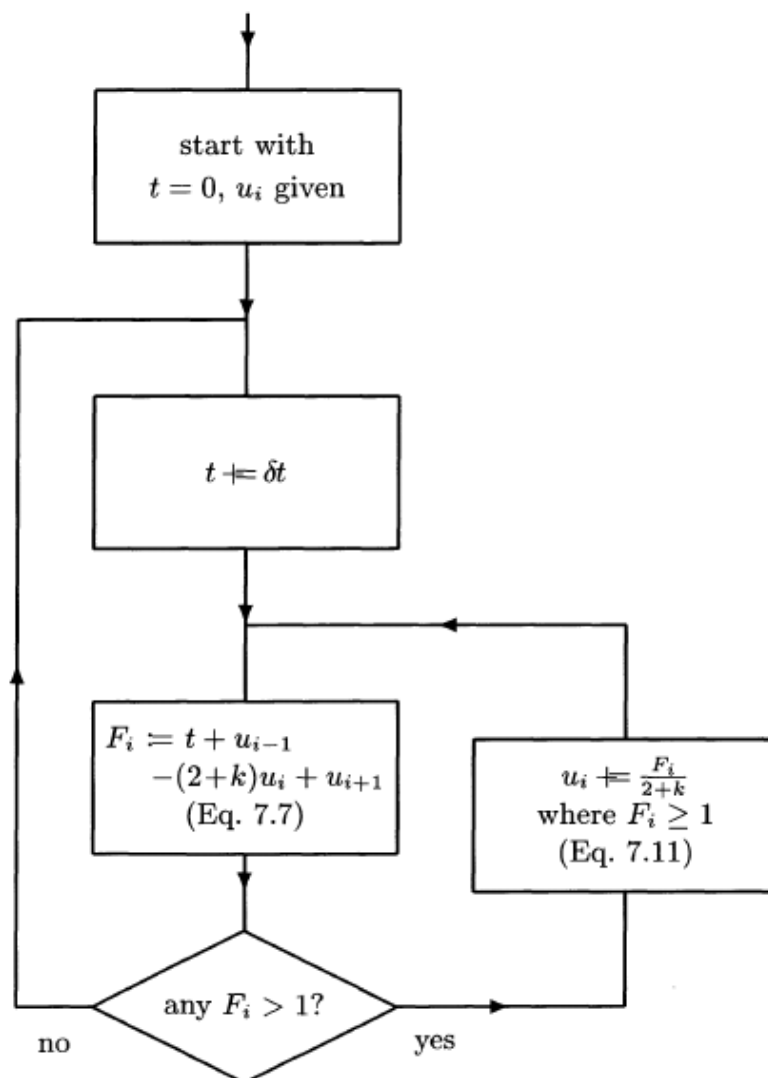 start with
t = 0, u_i given
t += δt
F_i := t + u_{i−1}
−(2+k)u_i + u_{i+1}
(Eq. 7.7)
u_i += F_i/(2+k)
where F_i ≥ 1
(Eq. 7.11)
any F_i > 1?
no
yes